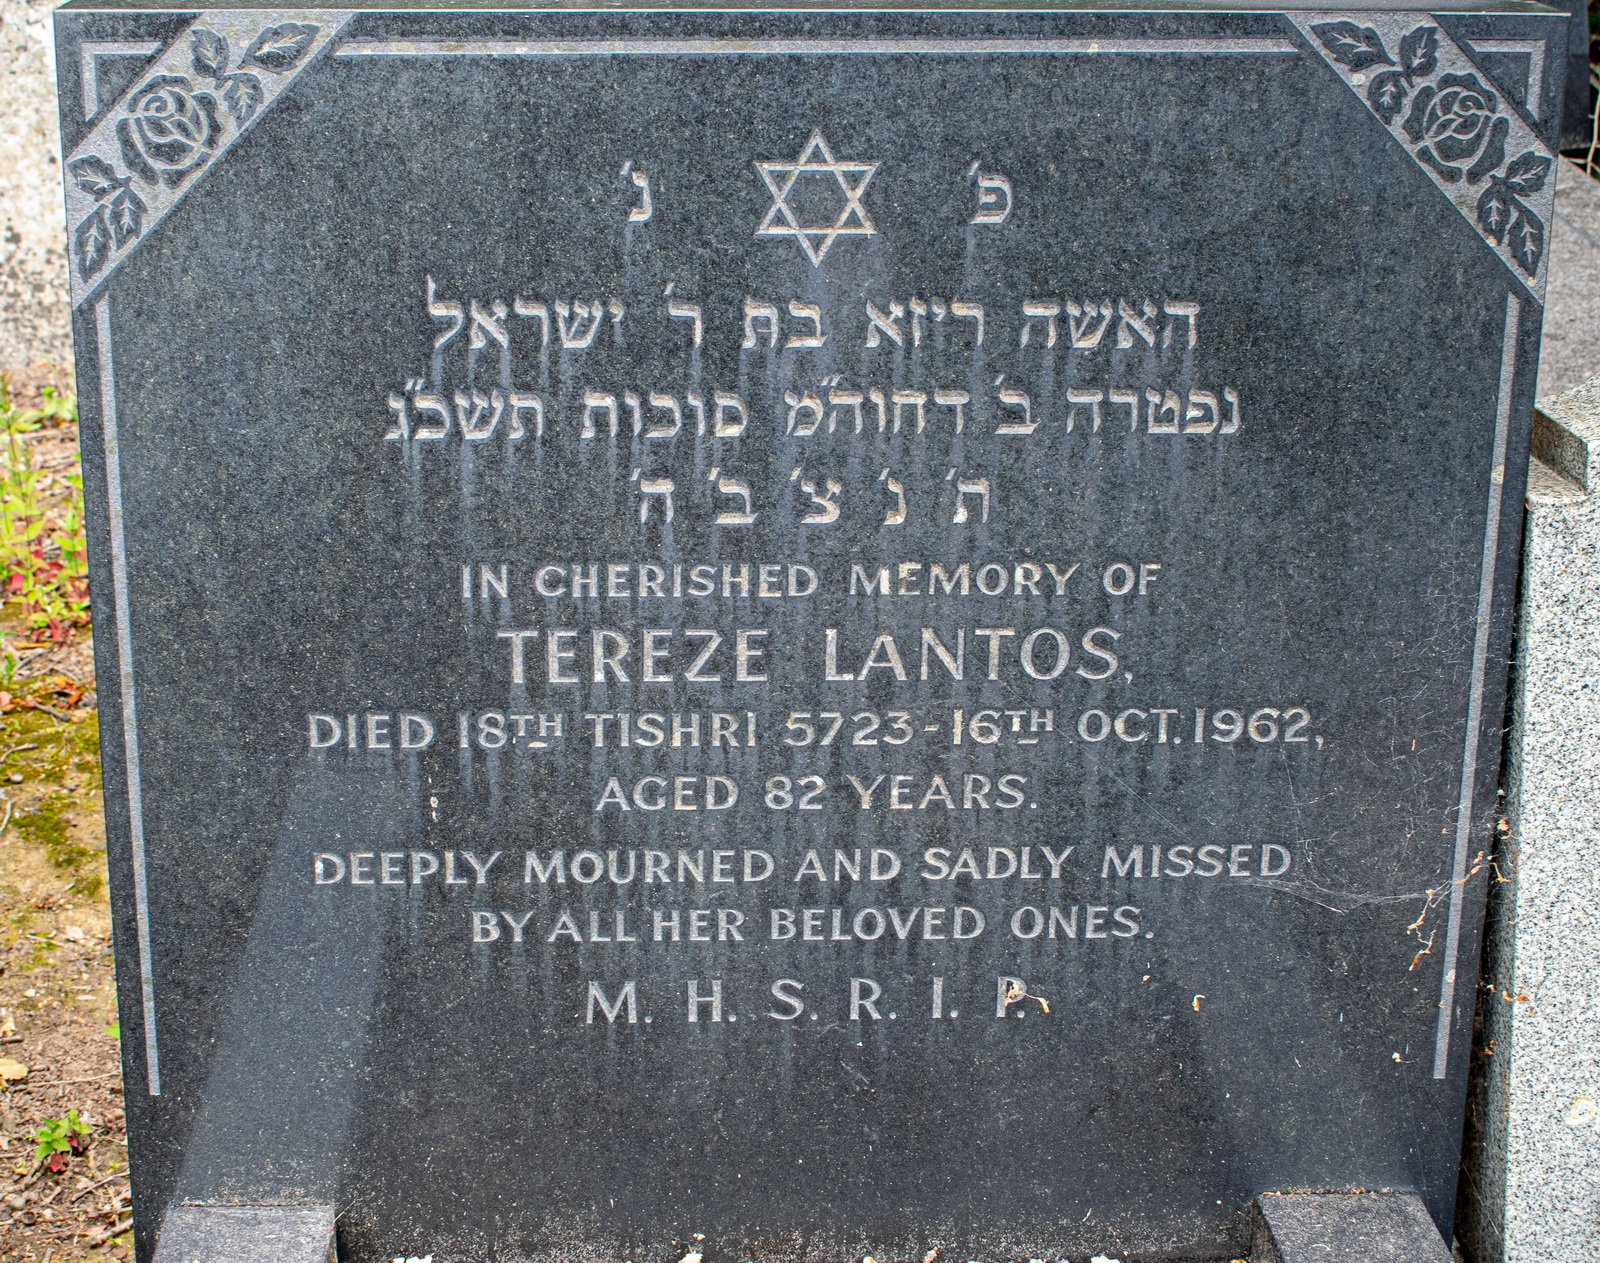 פ׳ נ׳
האשה ריזא בת ר׳ ישראל
נפטרה ב׳ דחוה״מ סוכות תשכ״ג
ת׳ נ׳ צ׳ ב׳ ה׳
IN CHERISHED MEMORY OF
TEREZE LANTOS,
DIED 18TH TISHRI 5723-16TH OCT. 1962,
AGED 82 YEARS.
DEEPLY MOURNED AND SADLY MISSED
BY ALL HER BELOVED ONES.
M. H. S. R. I. P.